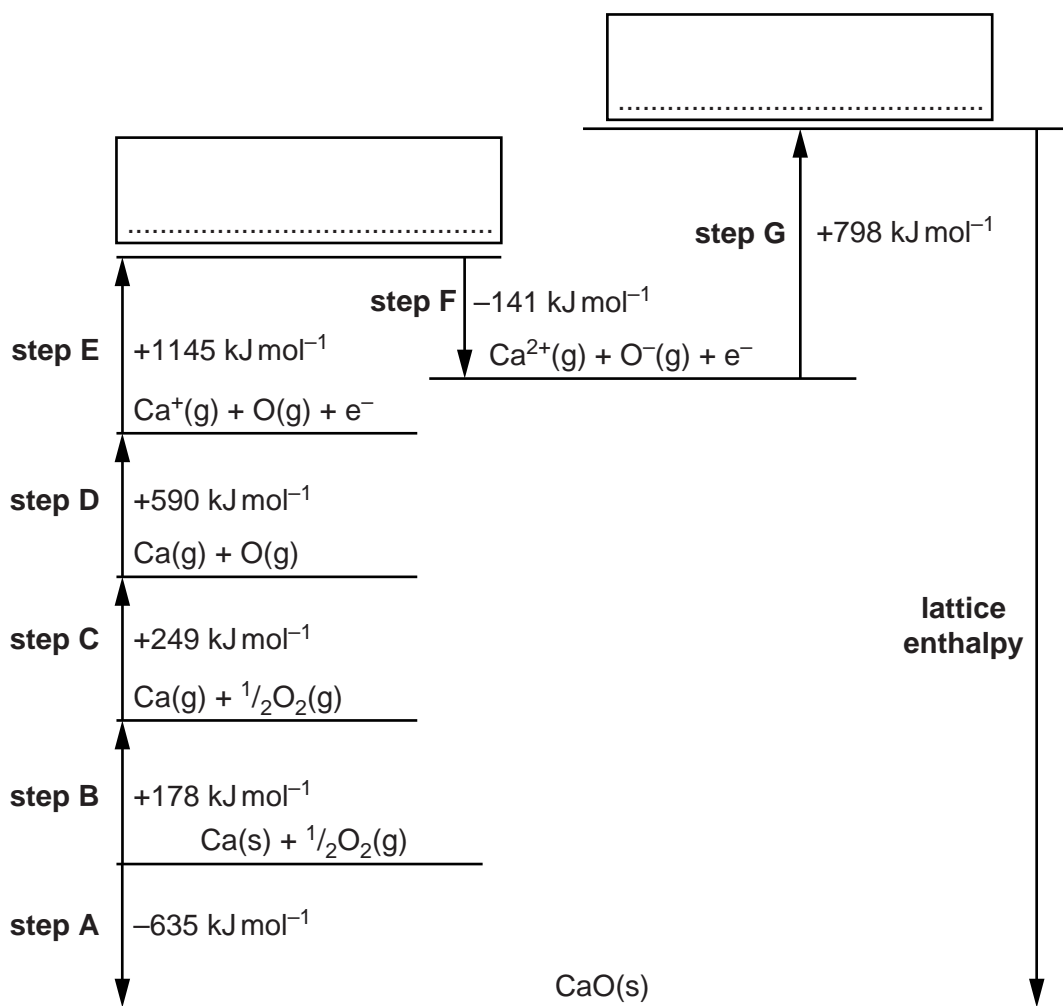 step G +798 kJ mol⁻¹
step F –141 kJ mol⁻¹
step E +1145 kJ mol⁻¹
Ca²⁺(g) + O⁻(g) + e⁻
Ca⁺(g) + O(g) + e⁻
step D +590 kJ mol⁻¹
Ca(g) + O(g)
lattice
enthalpy
step C +249 kJ mol⁻¹
Ca(g) + ¹/₂O₂(g)
step B +178 kJ mol⁻¹
Ca(s) + ¹/₂O₂(g)
step A –635 kJ mol⁻¹
CaO(s)